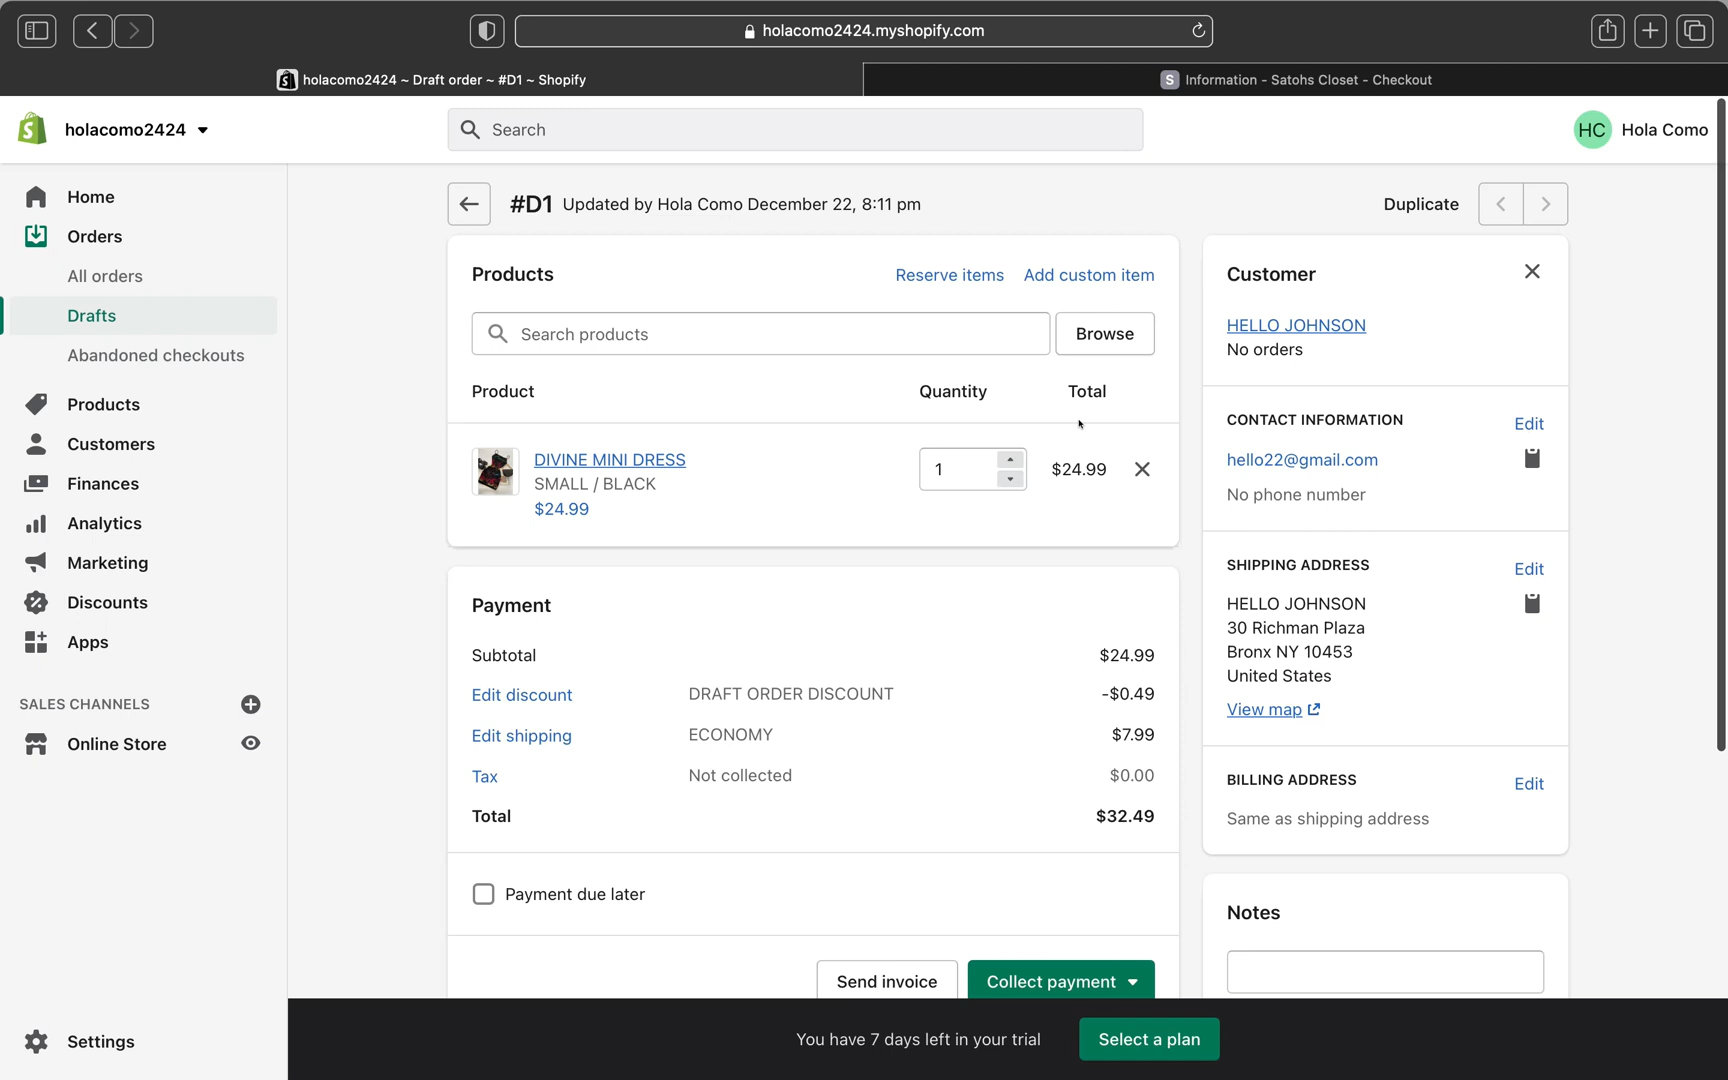 holacomo2424.myshopify.com
holacomo2424 ~ Draft order ~ #D1 ~ Shopify
S Information - Satohs Closet - Checkout
holacomo2424
Search
HC Hola Como
Home
Orders
All orders
Drafts
Abandoned checkouts
Products
Customers
Finances
Analytics
Marketing
Discounts
Apps
SALES CHANNELS
Online Store
Settings
#D1 Updated by Hola Como December 22, 8:11 pm
Duplicate
Products Reserve items Add custom item
Search products Browse
Product Quantity Total
DIVINE MINI DRESS
SMALL / BLACK
$24.99
1 $24.99
Payment
Subtotal $24.99
Edit discount DRAFT ORDER DISCOUNT -$0.49
Edit shipping ECONOMY $7.99
Tax Not collected $0.00
Total $32.49
Payment due later
Send invoice Collect payment
Customer
HELLO JOHNSON
No orders
CONTACT INFORMATION Edit
hello22@gmail.com
No phone number
SHIPPING ADDRESS Edit
HELLO JOHNSON
30 Richman Plaza
Bronx NY 10453
United States
View map
BILLING ADDRESS Edit
Same as shipping address
Notes
You have 7 days left in your trial Select a plan